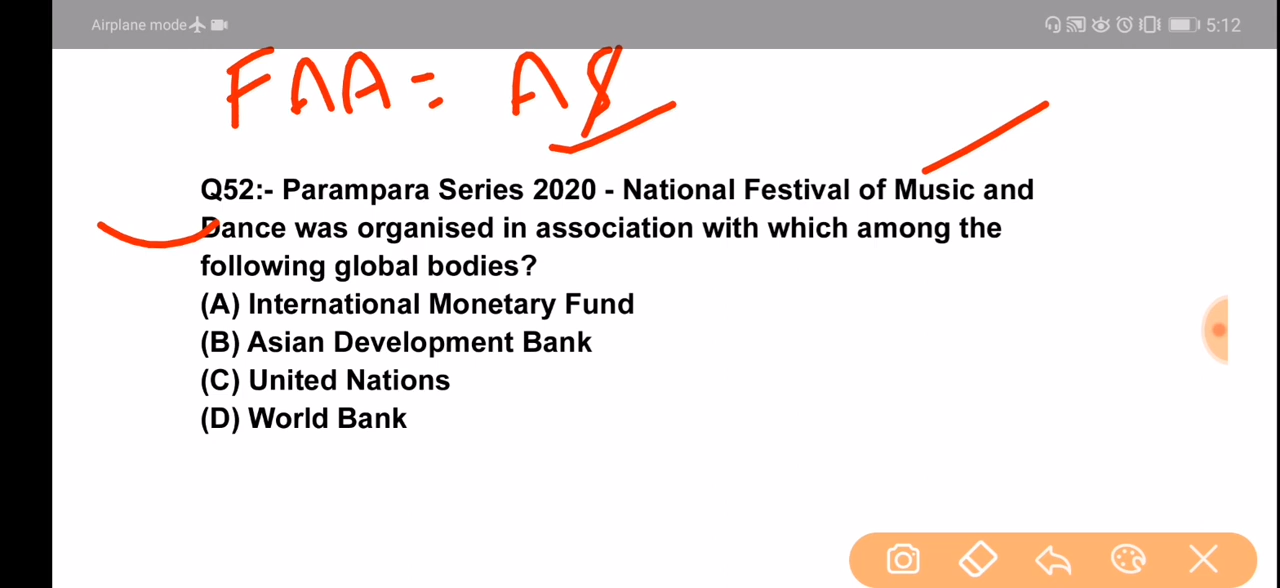 Airplane mode 5:12
FAA = A$
Q52:- Parampara Series 2020 - National Festival of Music and
Dance was organised in association with which among the
following global bodies?
(A) International Monetary Fund
(B) Asian Development Bank
(C) United Nations
(D) World Bank